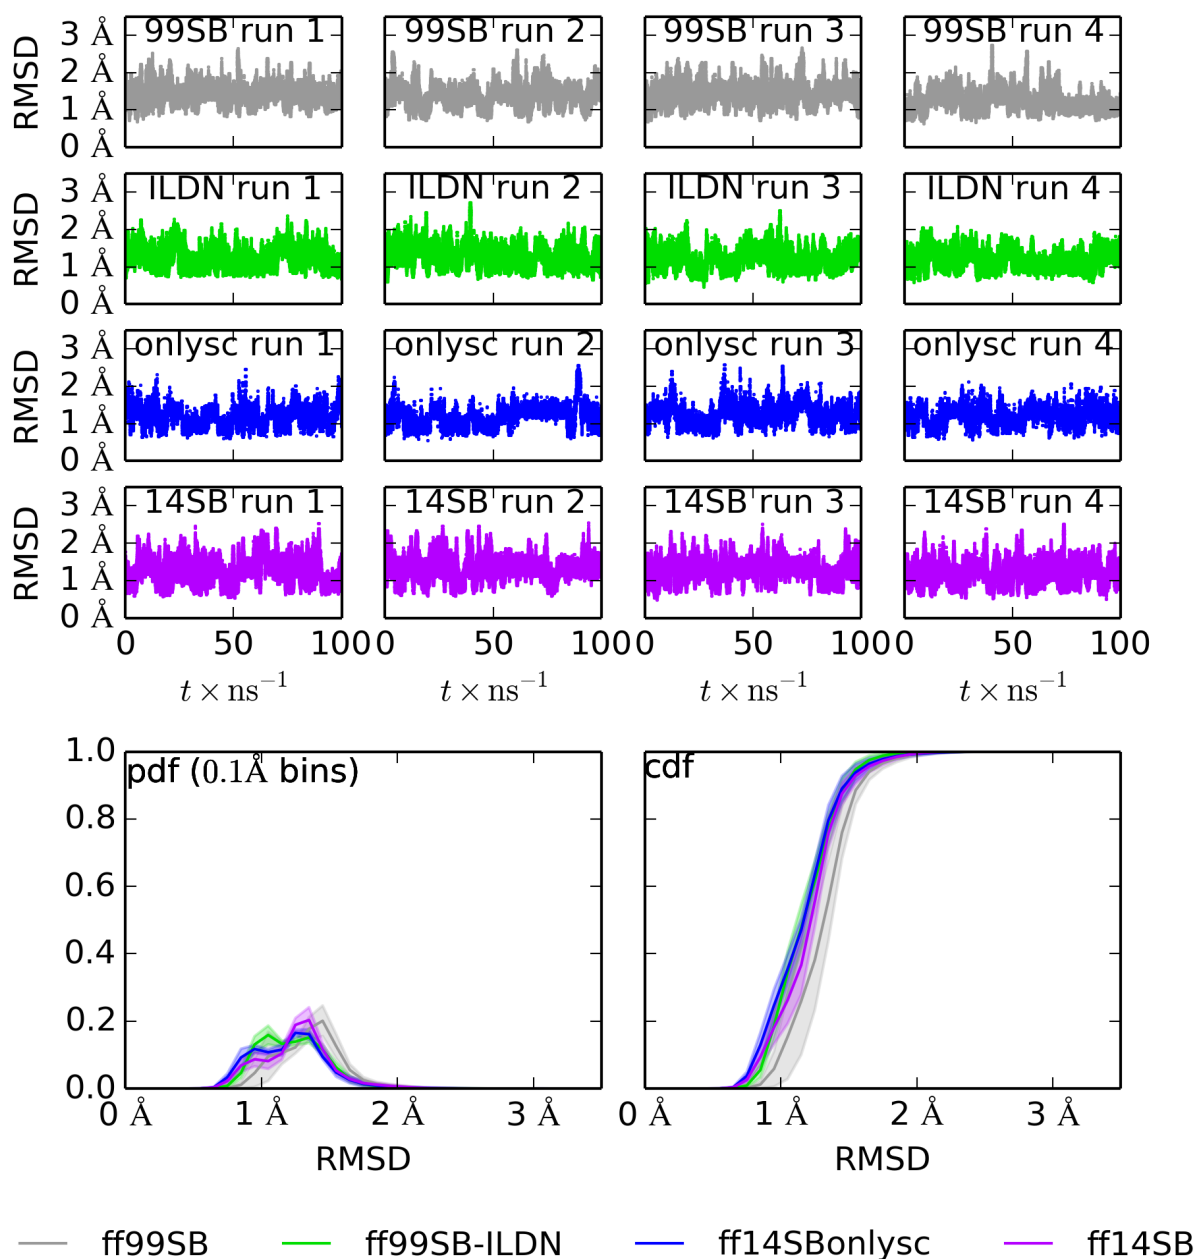 99SB run 1 99SB run 2 99SB run 3 99SB run 4
RMSD
3 Å
2 Å
1 Å
0 Å
ILDN run 1 ILDN run 2 ILDN run 3 ILDN run 4
RMSD
3 Å
2 Å
1 Å
0 Å
onlysc run 1 onlysc run 2 onlysc run 3 onlysc run 4
RMSD
3 Å
2 Å
1 Å
0 Å
14SB run 1 14SB run 2 14SB run 3 14SB run 4
RMSD
3 Å
2 Å
1 Å
0 Å
0 50 100 0 50 100 0 50 100 0 50 100
t × ns⁻¹ t × ns⁻¹ t × ns⁻¹ t × ns⁻¹
pdf (0.1Å bins)
1.0
0.8
0.6
0.4
0.2
0.0
0 Å 1 Å 2 Å 3 Å
RMSD
cdf
0 Å 1 Å 2 Å 3 Å
RMSD
ff99SB ff99SB-ILDN ff14SBonlysc ff14SB